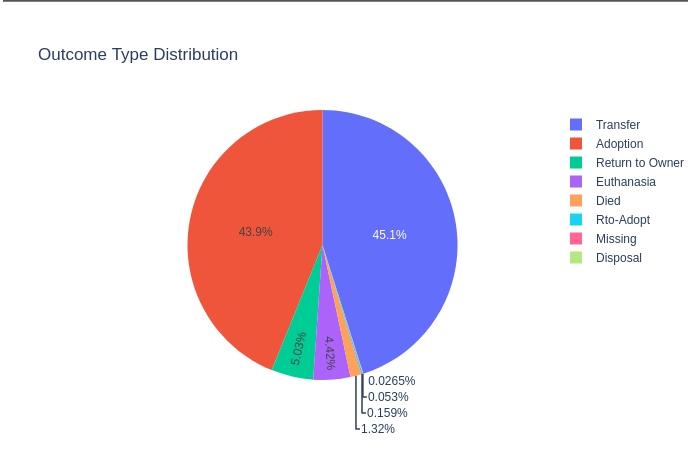 Outcome Type Distribution
Transfer
Adoption
Return to Owner
Euthanasia
Died
Rto-Adopt
Missing
Disposal
43.9%
45.1%
5.03%
4.42%
0.0265%
0.053%
0.159%
1.32%